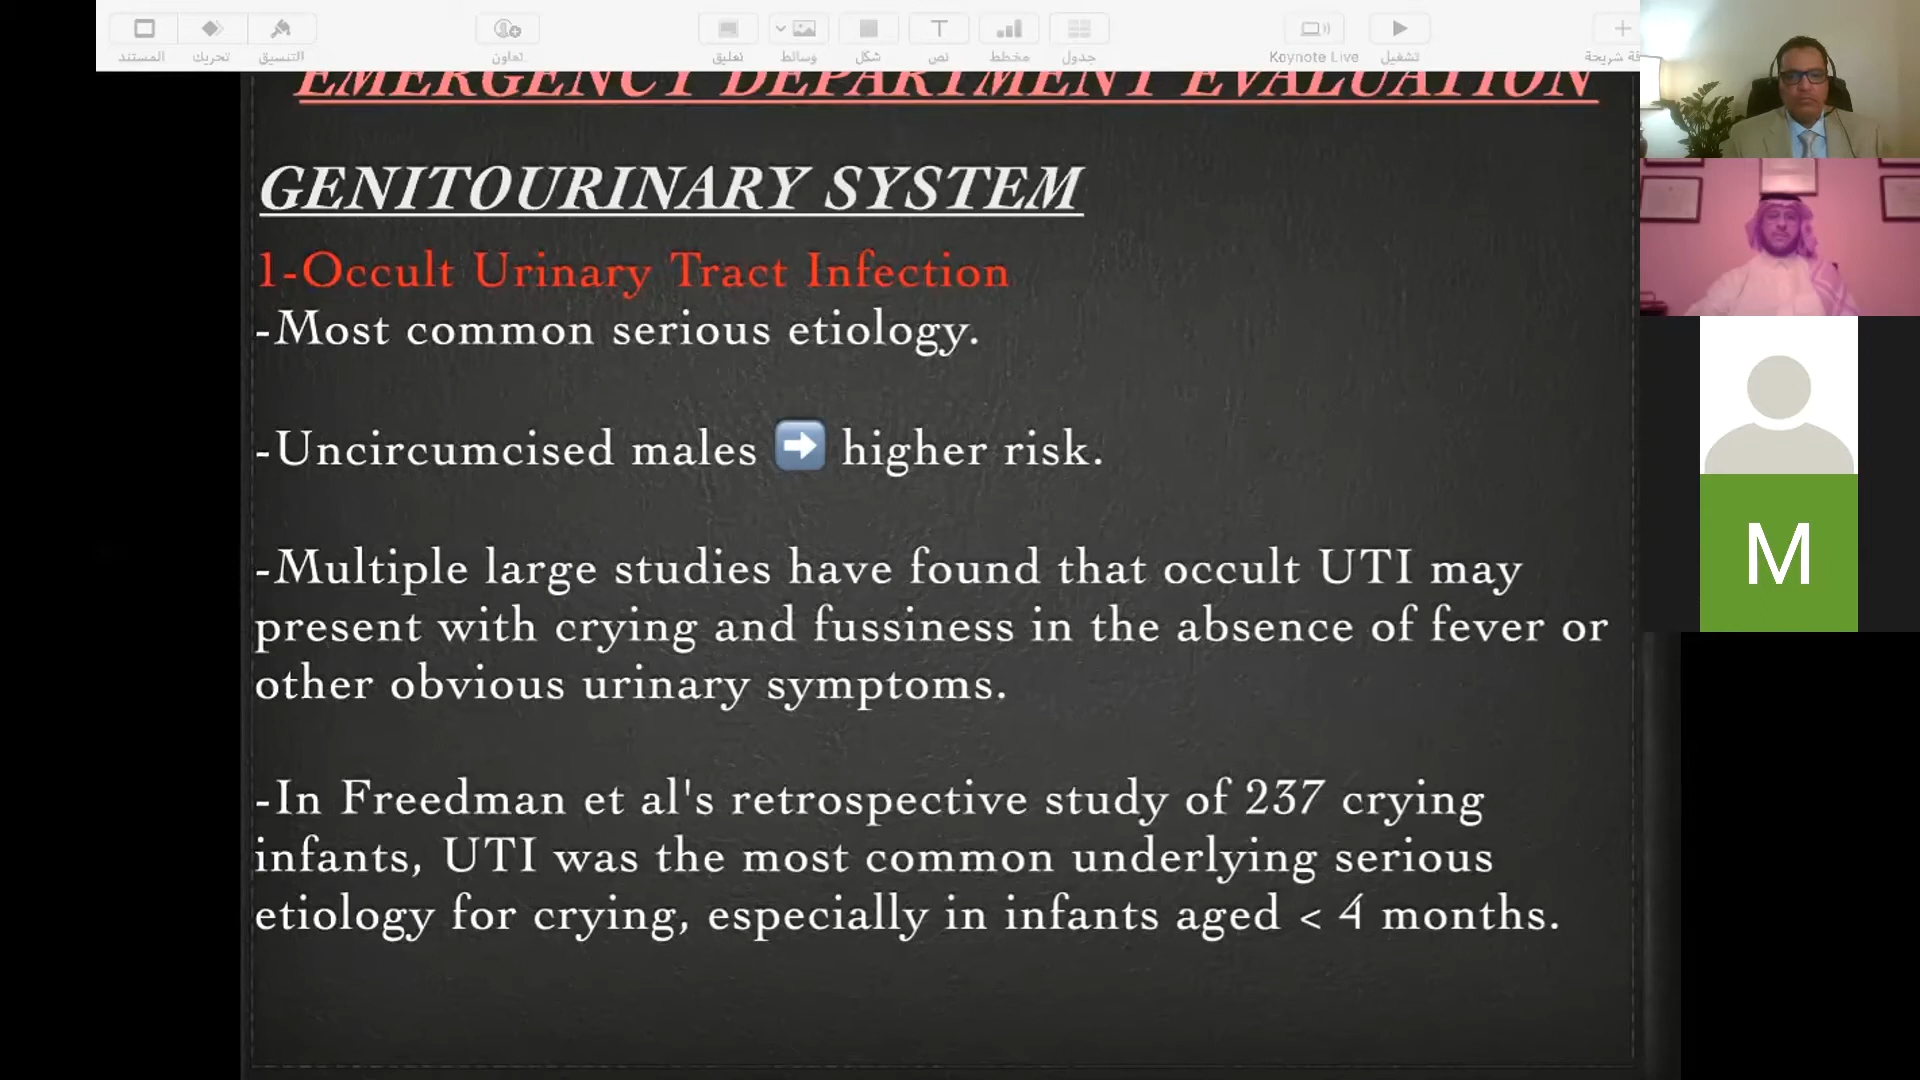 المستند
تحريك
التنسيق
تعاون
تعليق
وسائط
شكل
نص
مخطط
جدول
Keynote Live
تشغيل
شريحة
EMERGENCY DEPARTMENT EVALUATION
GENITOURINARY SYSTEM
1-Occult Urinary Tract Infection
-Most common serious etiology.
-Uncircumcised males ➡ higher risk.
-Multiple large studies have found that occult UTI may
present with crying and fussiness in the absence of fever or
other obvious urinary symptoms.
-In Freedman et al's retrospective study of 237 crying
infants, UTI was the most common underlying serious
etiology for crying, especially in infants aged < 4 months.
M